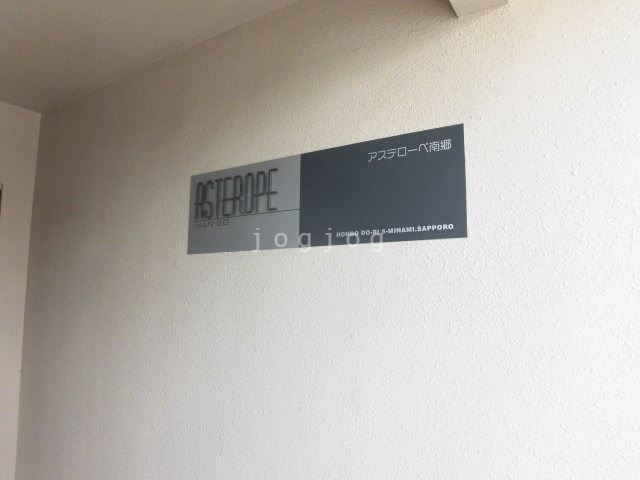 ASTEROPE
NAN-GO
アステローペ南郷
HONGO DO-RI 5-MINAMI.SAPPORO
jogjog